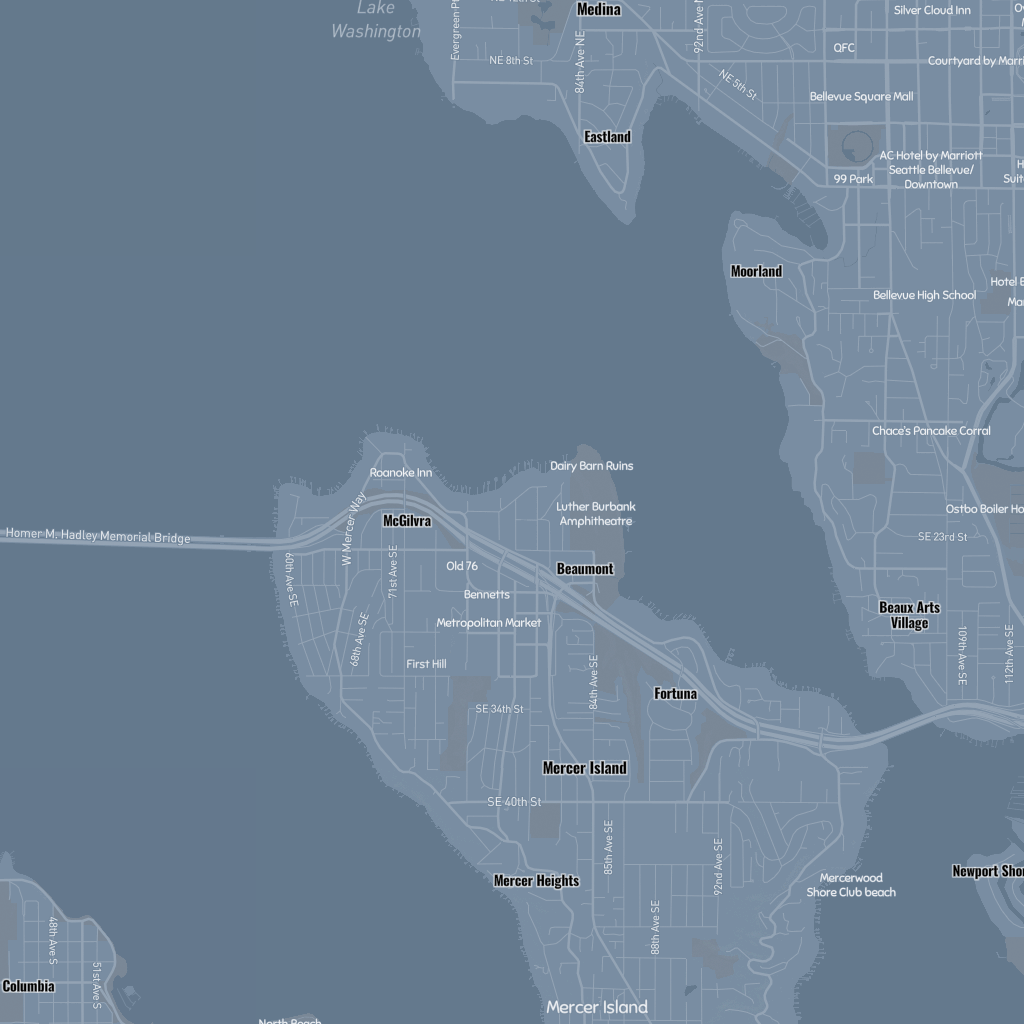 Lake
Washington
Medina
Silver Cloud Inn
Evergreen
84th Ave NE
92nd Ave
NE 8th St
QFC
Courtyard by
NE 5th St
Bellevue Square Mall
Eastland
AC Hotel by Marriott
Seattle Bellevue/
Downtown
99 Park
Moorland
Hotel
Bellevue High School
Chace's Pancake Corral
Dairy Barn Ruins
Roanoke Inn
Luther Burbank
Amphitheatre
Ostbo Boiler
McGilvra
W Mercer Way
Homer M. Hadley Memorial Bridge
SE 23rd St
60th Ave SE
71st Ave SE
Old 76
Beaumont
Bennetts
Beaux Arts
Village
Metropolitan Market
68th Ave SE
109th Ave SE
112th Ave SE
First Hill
84th Ave SE
Fortuna
SE 34th St
Mercer Island
SE 40th St
85th Ave SE
92nd Ave SE
Mercer Heights
Mercerwood
Shore Club beach
Newport
88th Ave SE
48th Ave S
51st Ave S
Columbia
Mercer Island
North Beach